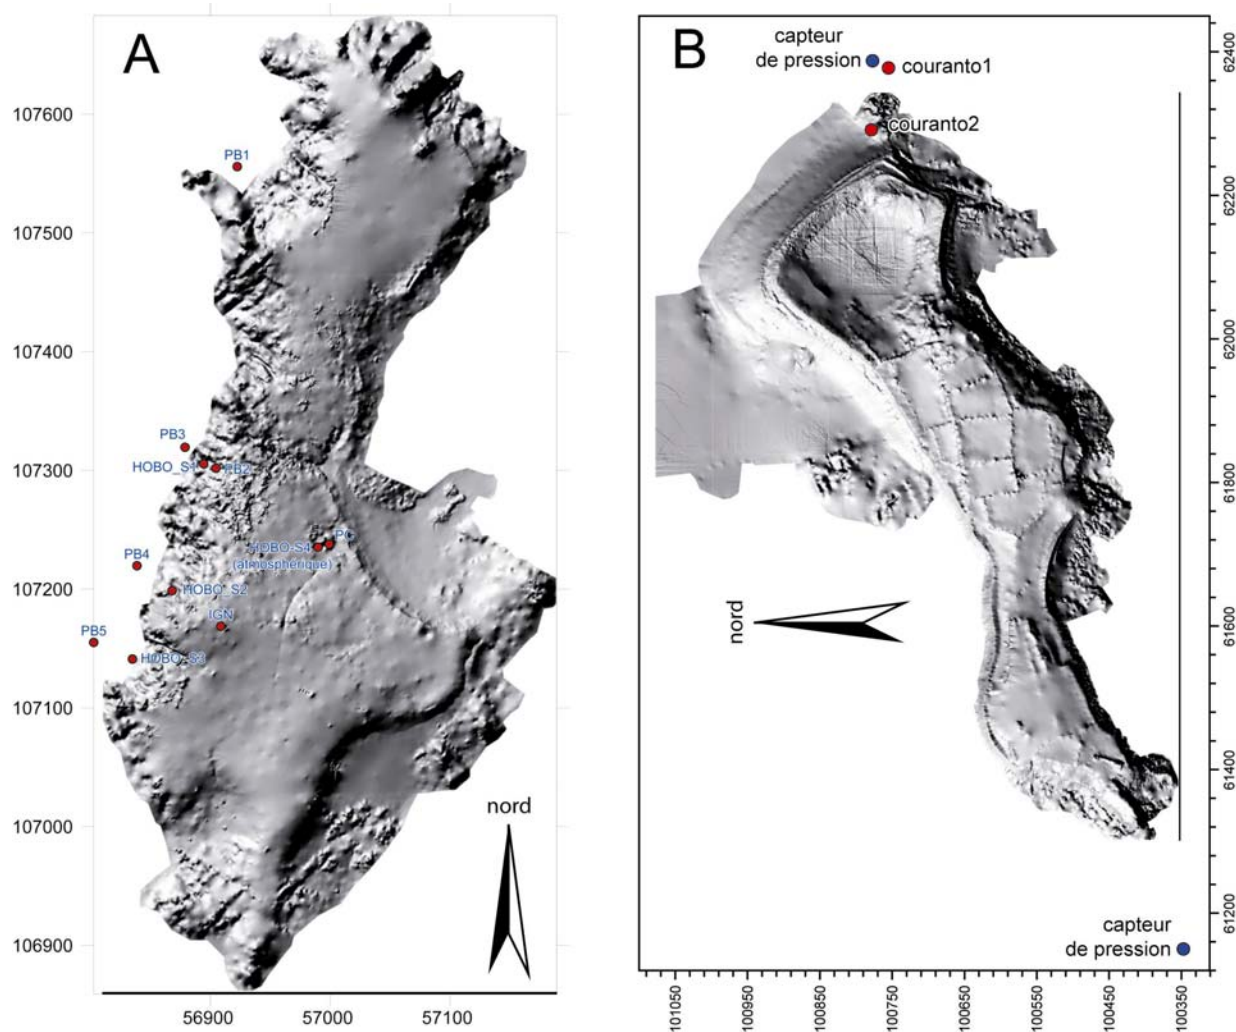 A
107600
107500
107400
107300
107200
107100
107000
106900
56900
57000
57100
PB1
PB3
HOBO_S1
PB2
PC
HOBO-S4
(atmospherique)
PB4
HOBO_S2
IGN
PB5
HOBO_S3
nord
B
capteur
de pression
couranto1
couranto2
nord
capteur
de pression
62400
62200
62000
61800
61600
61400
61200
101050
100950
100850
100750
100650
100550
100450
100350